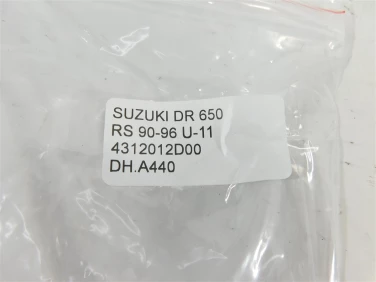 SUZUKI DR 650
RS 90-96 U-11
4312012D00
DH.A440